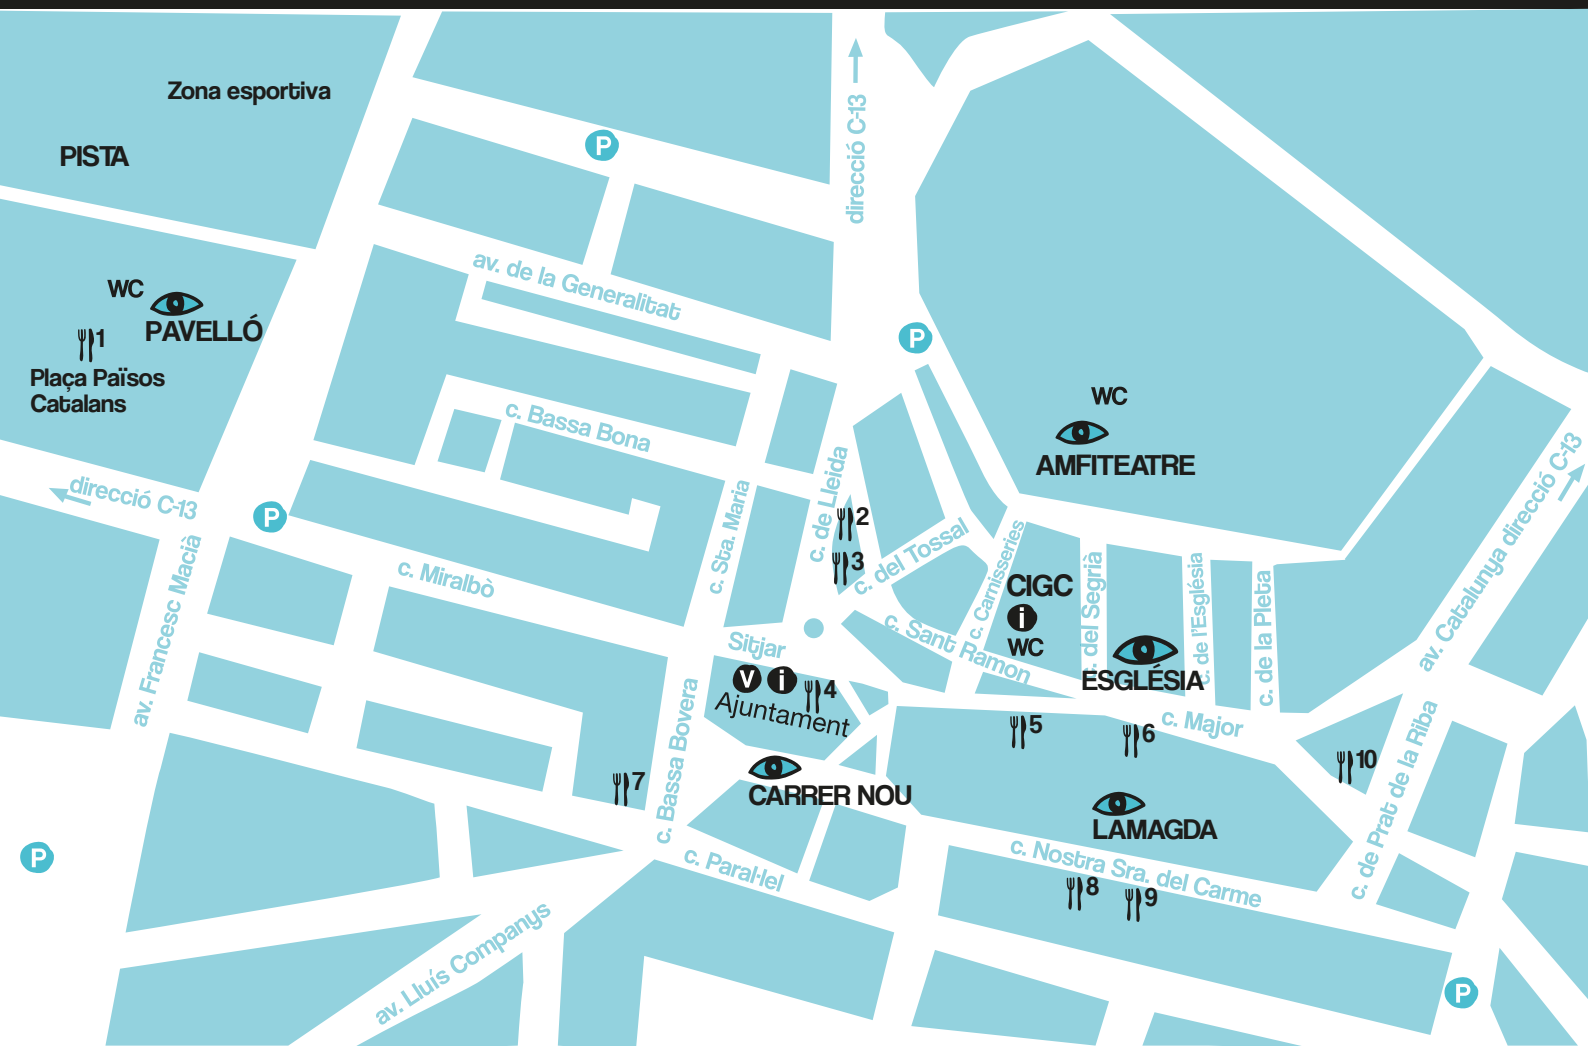 Zona esportiva
PISTA
P
direcció C-13
WC
PAVELLÓ
1
Plaça Països
Catalans
av. de la Generalitat
P
c. Bassa Bona
WC
AMFITEATRE
direcció C-13
P
c. Miralbò
av. Francesc Macià
c. Sta. Maria
c. de Lleida
2
3
c. del Tossal
c. Carnisseries
c. Sant Ramon
CIGC
i
WC
c. del Segrià
ESGLÉSIA
c. de l'Església
c. de la Pleta
av. Catalunya direcció C-13
Sitjar
V i 4
Ajuntament
c. Bassa Bovera
CARRER NOU
7
c. Major
5
6
10
LAMAGDA
c. de Prat de la Riba
c. Nostra Sra. del Carme
8
9
c. Paral·lel
av. Lluís Companys
P
P